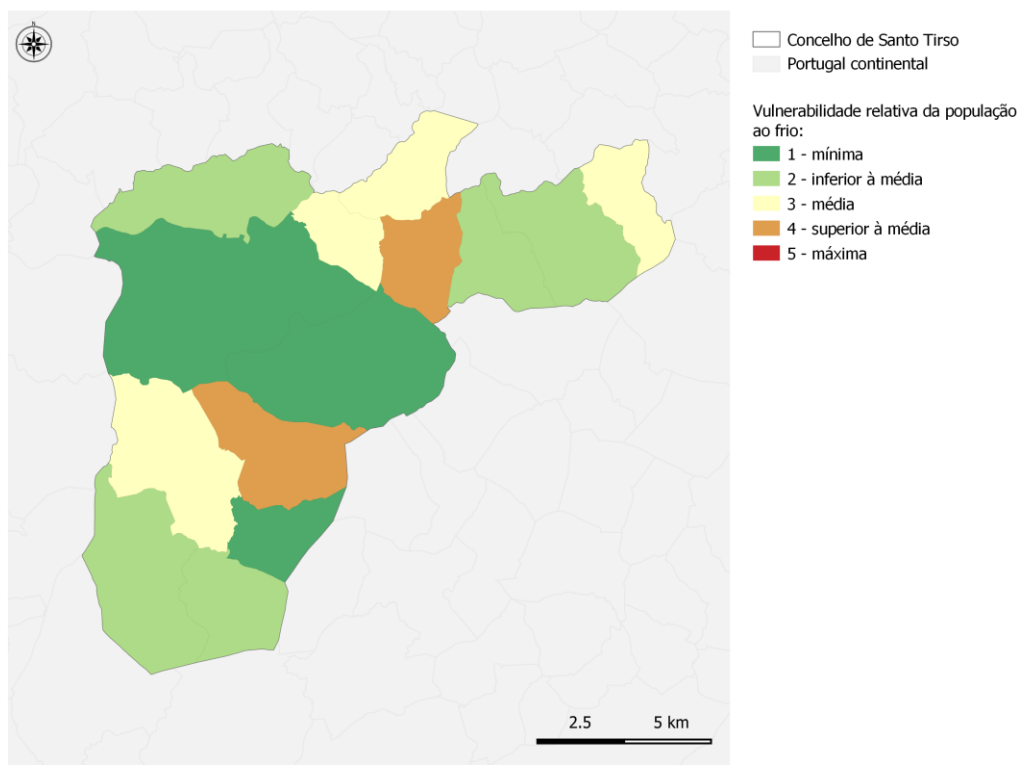 N
Concelho de Santo Tirso
Portugal continental
Vulnerabilidade relativa da população
ao frio:
1 - mínima
2 - inferior à média
3 - média
4 - superior à média
5 - máxima
2.5 5 km